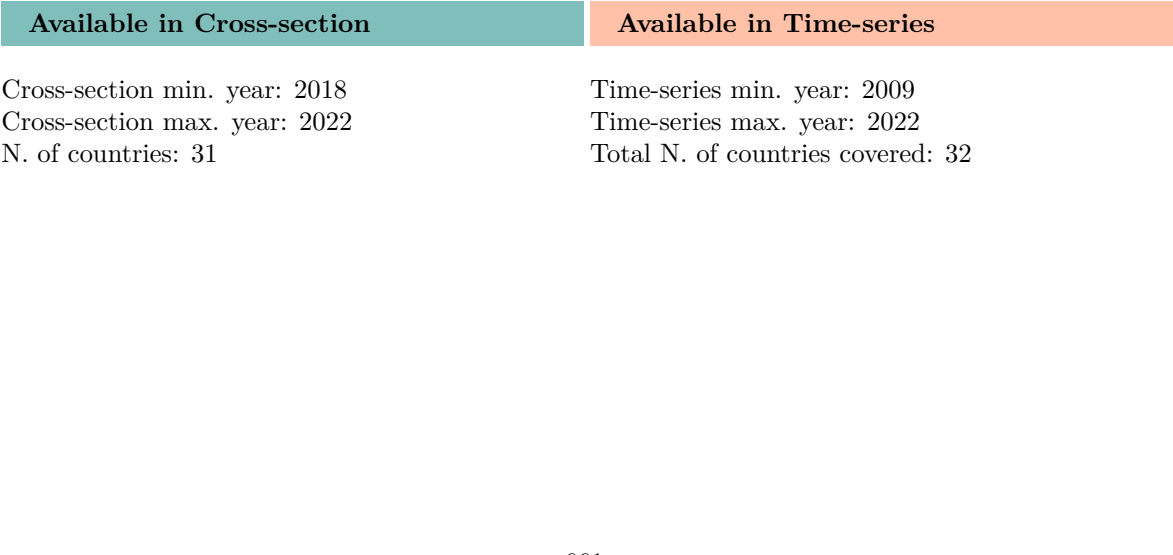 Available in Cross-section
Cross-section min. year: 2018
Cross-section max. year: 2022
N. of countries: 31
Available in Time-series
Time-series min. year: 2009
Time-series max. year: 2022
Total N. of countries covered: 32